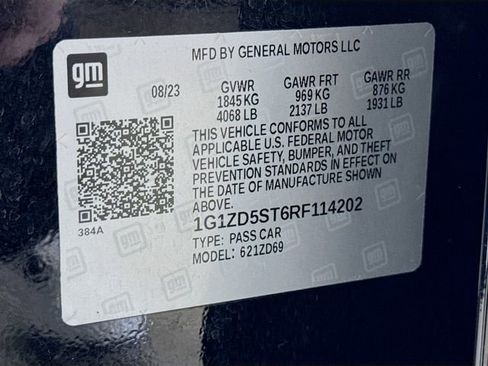 gm
MFD BY GENERAL MOTORS LLC
08/23 GVWR GAWR FRT GAWR RR
1845 KG 969 KG 876 KG
4068 LB 2137 LB 1931 LB
THIS VEHICLE CONFORMS TO ALL
APPLICABLE U.S. FEDERAL MOTOR
VEHICLE SAFETY, BUMPER, AND THEFT
PREVENTION STANDARDS IN EFFECT ON
THE DATE OF MANUFACTURE SHOWN ABOVE.
1G1ZD5ST6RF114202
TYPE: PASS CAR
MODEL: 621ZD69
384A